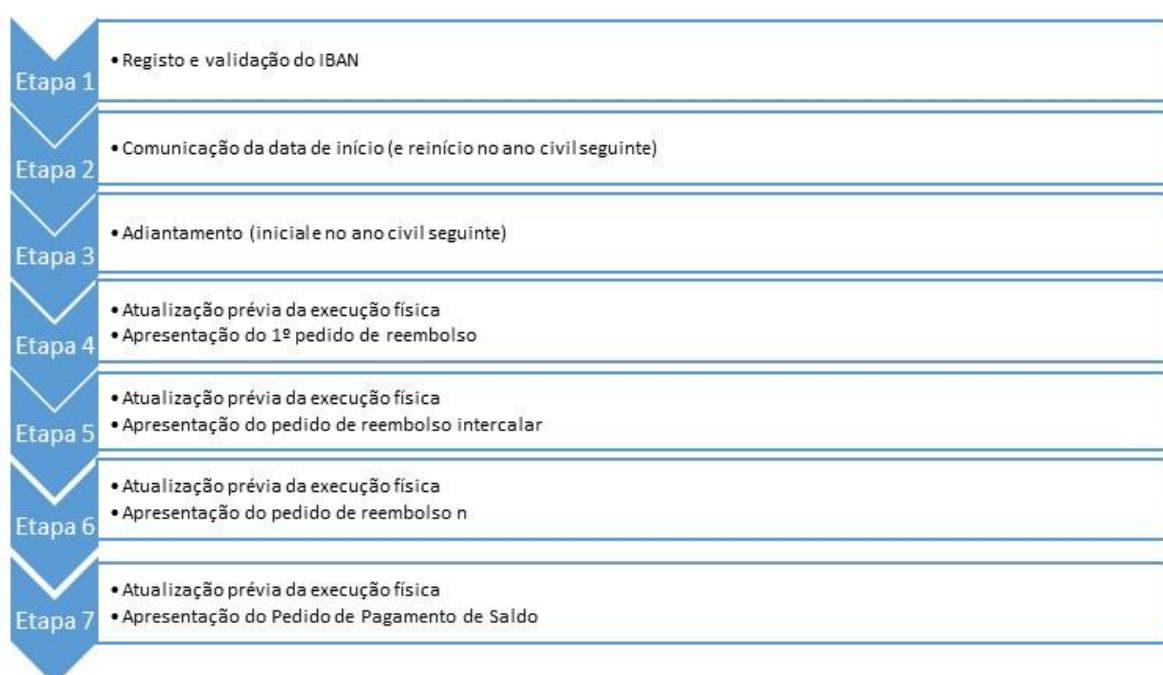 Etapa 1
• Registo e validação do IBAN
Etapa 2
• Comunicação da data de início (e reinício no ano civil seguinte)
Etapa 3
• Adiantamento (inicial e no ano civil seguinte)
Etapa 4
• Atualização prévia da execução física
• Apresentação do 1º pedido de reembolso
Etapa 5
• Atualização prévia da execução física
• Apresentação do pedido de reembolso intercalar
Etapa 6
• Atualização prévia da execução física
• Apresentação do pedido de reembolso n
Etapa 7
• Atualização prévia da execução física
• Apresentação do Pedido de Pagamento de Saldo